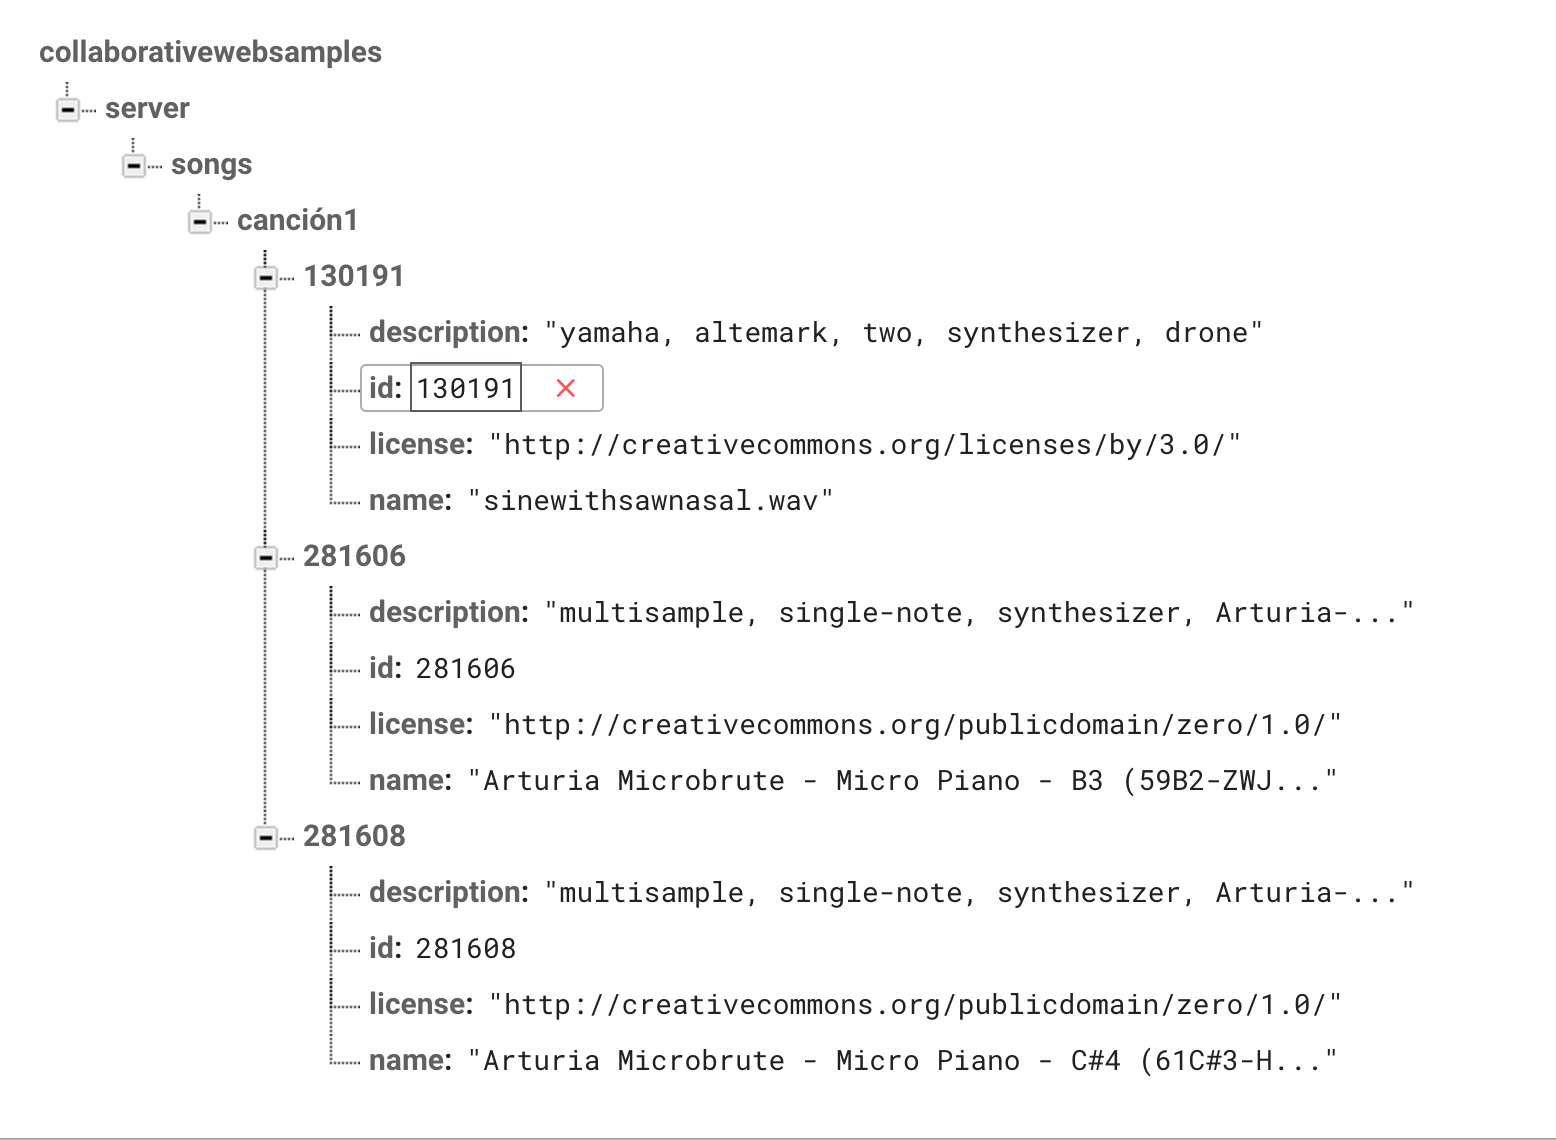 collaborativewebsamples
server
songs
canción1
130191
description: "yamaha, altemark, two, synthesizer, drone"
id: 130191
license: "http://creativecommons.org/licenses/by/3.0/"
name: "sinewithsawnasal.wav"
281606
description: "multisample, single-note, synthesizer, Arturia-..."
id: 281606
license: "http://creativecommons.org/publicdomain/zero/1.0/"
name: "Arturia Microbrute - Micro Piano - B3 (59B2-ZWJ..."
281608
description: "multisample, single-note, synthesizer, Arturia-..."
id: 281608
license: "http://creativecommons.org/publicdomain/zero/1.0/"
name: "Arturia Microbrute - Micro Piano - C#4 (61C#3-H..."